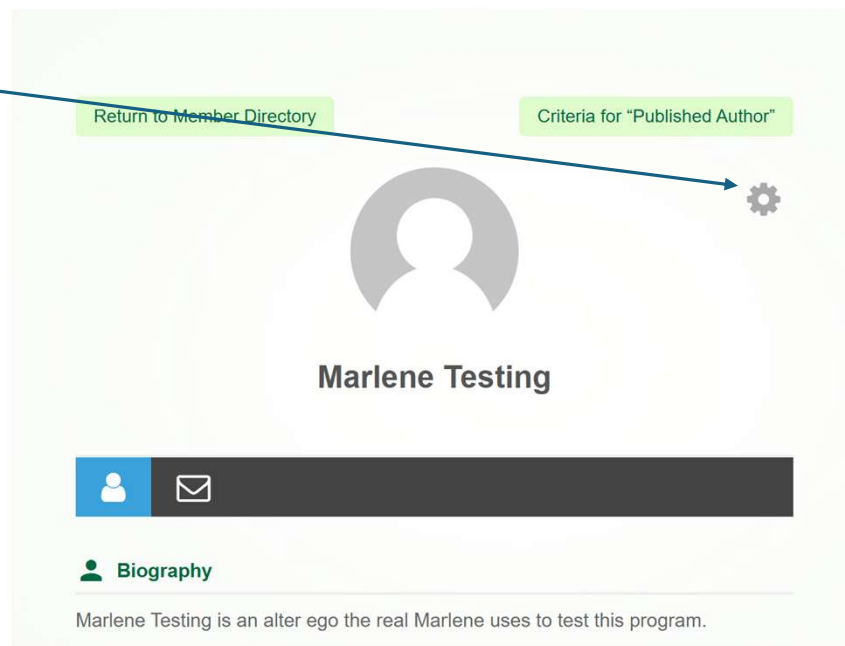 Return to Member Directory
Criteria for “Published Author”
Marlene Testing
Biography
Marlene Testing is an alter ego the real Marlene uses to test this program.